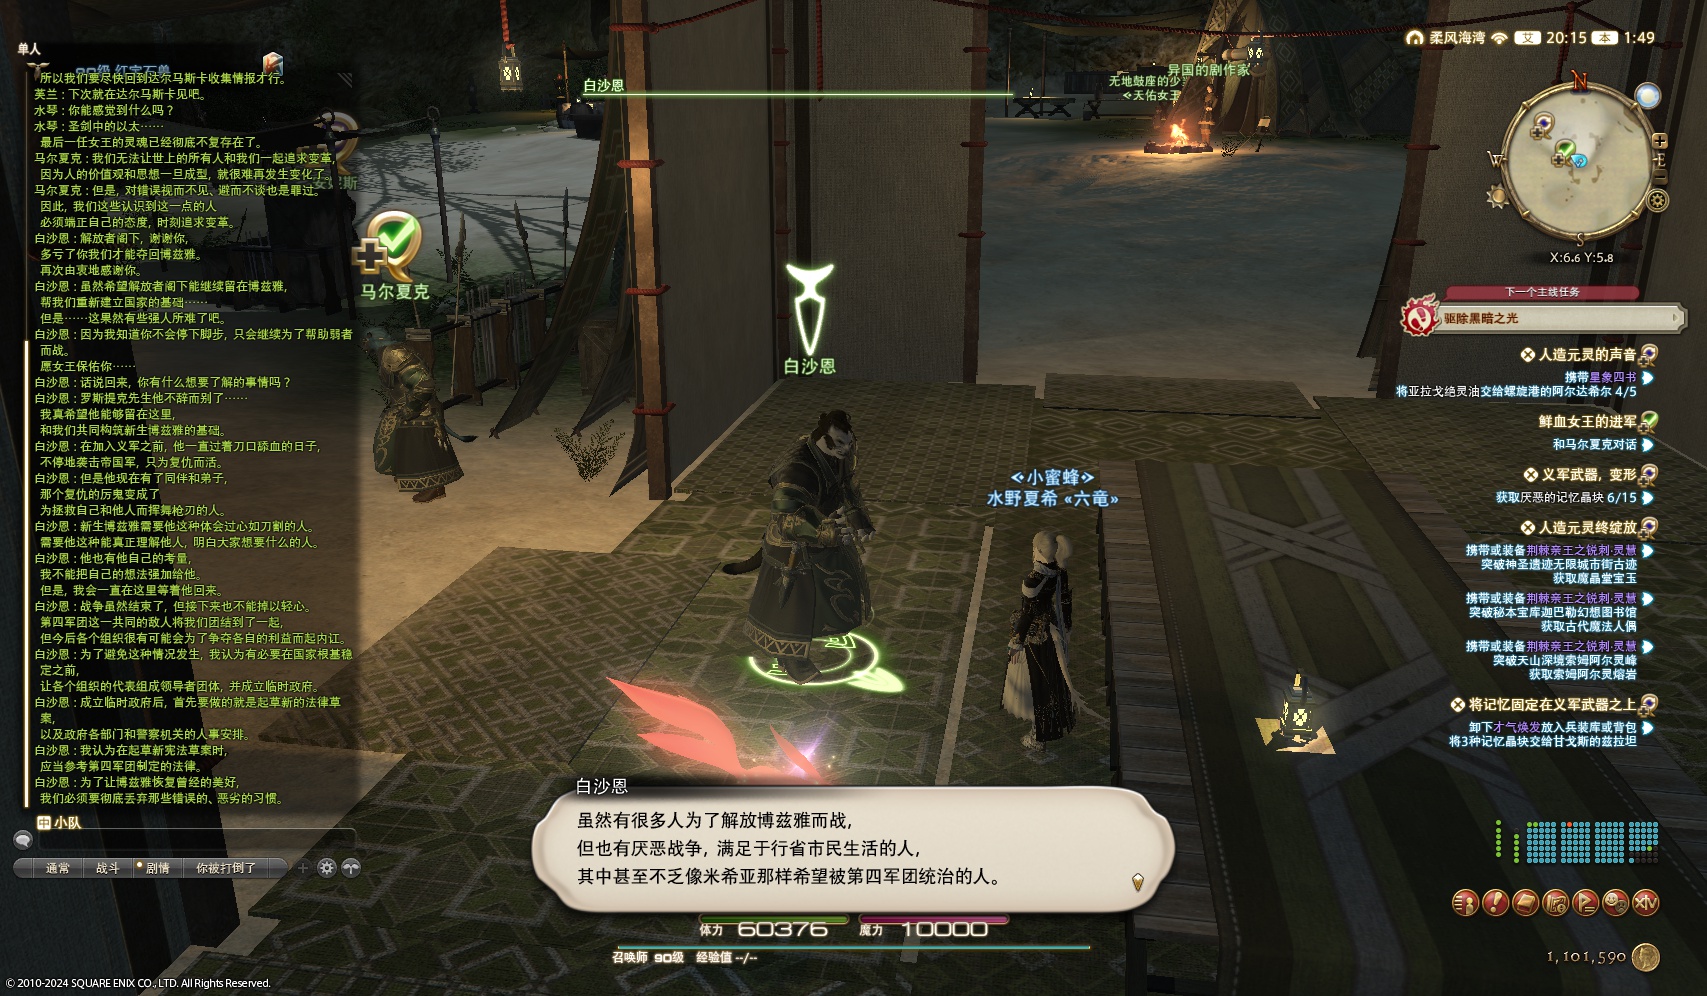 单人
90级 红宝石兽
所以我们要尽快回到达尔马斯卡收集情报才行。
芙兰：下次就在达尔马斯卡见吧。
水琴：你能感觉到什么吗？
水琴：圣剑中的以太……
最后一任女王的灵魂已经彻底不复存在了。
马尔夏克：我们无法让世上的所有人和我们一起追求变革，
因为人的价值观和思想一旦成型，就很难再发生变化了。
马尔夏克：但是，对错误视而不见、避而不谈也是罪过。
因此，我们这些认识到这一点的人
必须端正自己的态度，时刻追求变革。
白沙恩：解放者阁下，谢谢你，
多亏了你我们才能夺回博兹雅。
再次由衷地感谢你。
白沙恩：虽然希望解放者阁下能继续留在博兹雅，
帮我们重新建立国家的基础……
但是……这果然有些强人所难了吧。
白沙恩：因为我知道你不会停下脚步，只会继续为了帮助弱者
而战。
愿女王保佑你……
白沙恩：话说回来，你有什么想要了解的事情吗？
白沙恩：罗斯提克先生他不辞而别了……
我真希望他能够留在这里，
和我们共同构筑新生博兹雅的基础。
白沙恩：在加入义军之前，他一直过着刀口舔血的日子，
不停地袭击帝国军，只为复仇而活。
白沙恩：但是他现在有了同伴和弟子，
那个复仇的厉鬼变成了
为拯救自己和他人而挥舞枪刃的人。
白沙恩：新生博兹雅需要他这种体会过心如刀割的人。
需要他这种能真正理解他人，明白大家想要什么的人。
白沙恩：他也有他自己的考量，
我不能把自己的想法强加给他。
但是，我会一直在这里等着他回来。
白沙恩：战争虽然结束了，但接下来也不能掉以轻心。
第四军团这一共同的敌人将我们团结到了一起，
但今后各个组织很有可能会为了争夺各自的利益而起内讧。
白沙恩：为了避免这种情况发生，我认为有必要在国家根基稳
定之前，
让各个组织的代表组成领导者团体，并成立临时政府。
白沙恩：成立临时政府后，首先要做的就是起草新的法律草
案，
以及政府各部门和警察机关的人事安排。
白沙恩：我认为在起草新宪法草案时，
应当参考第四军团制定的法律。
白沙恩：为了让博兹雅恢复曾经的美好，
我们必须要彻底丢弃那些错误的、恶劣的习惯。
小队
通常 战斗 剧情 你被打倒了
白沙恩
马尔夏克
白沙恩
异国的剧作家
无地鼓座的少
天佑女王
«小蜜蜂»
水野夏希 «六竜»
柔风海湾 艾 20:15 本 1:49
N
W E
S
X:6.6 Y:5.8
下一个主线任务
驱除黑暗之光
人造元灵的声音
携带星象四书
将亚拉戈绝灵油交给螺旋港的阿尔达希尔 4/5
鲜血女王的进军
和马尔夏克对话
义军武器，变形
获取厌恶的记忆晶块 6/15
人造元灵终绽放
携带或装备荆棘亲王之锐刺·灵慧
突破神圣遗迹无限城市街古迹
获取魔晶堂宝玉
携带或装备荆棘亲王之锐刺·灵慧
突破秘本宝库迦巴勒幻想图书馆
获取古代魔法人偶
携带或装备荆棘亲王之锐刺·灵慧
突破天山深境索姆阿尔灵峰
获取索姆阿尔灵熔岩
将记忆固定在义军武器之上
卸下才气焕发放入兵装库或背包
将3种记忆晶块交给甘戈斯的兹拉坦
白沙恩
虽然有很多人为了解放博兹雅而战，
但也有厌恶战争，满足于行省市民生活的人，
其中甚至不乏像米希亚那样希望被第四军团统治的人。
体力 60376 魔力 10000
召唤师 90级 经验值 --/--
XIV
1,101,590
© 2010-2024 SQUARE ENIX CO., LTD. All Rights Reserved.